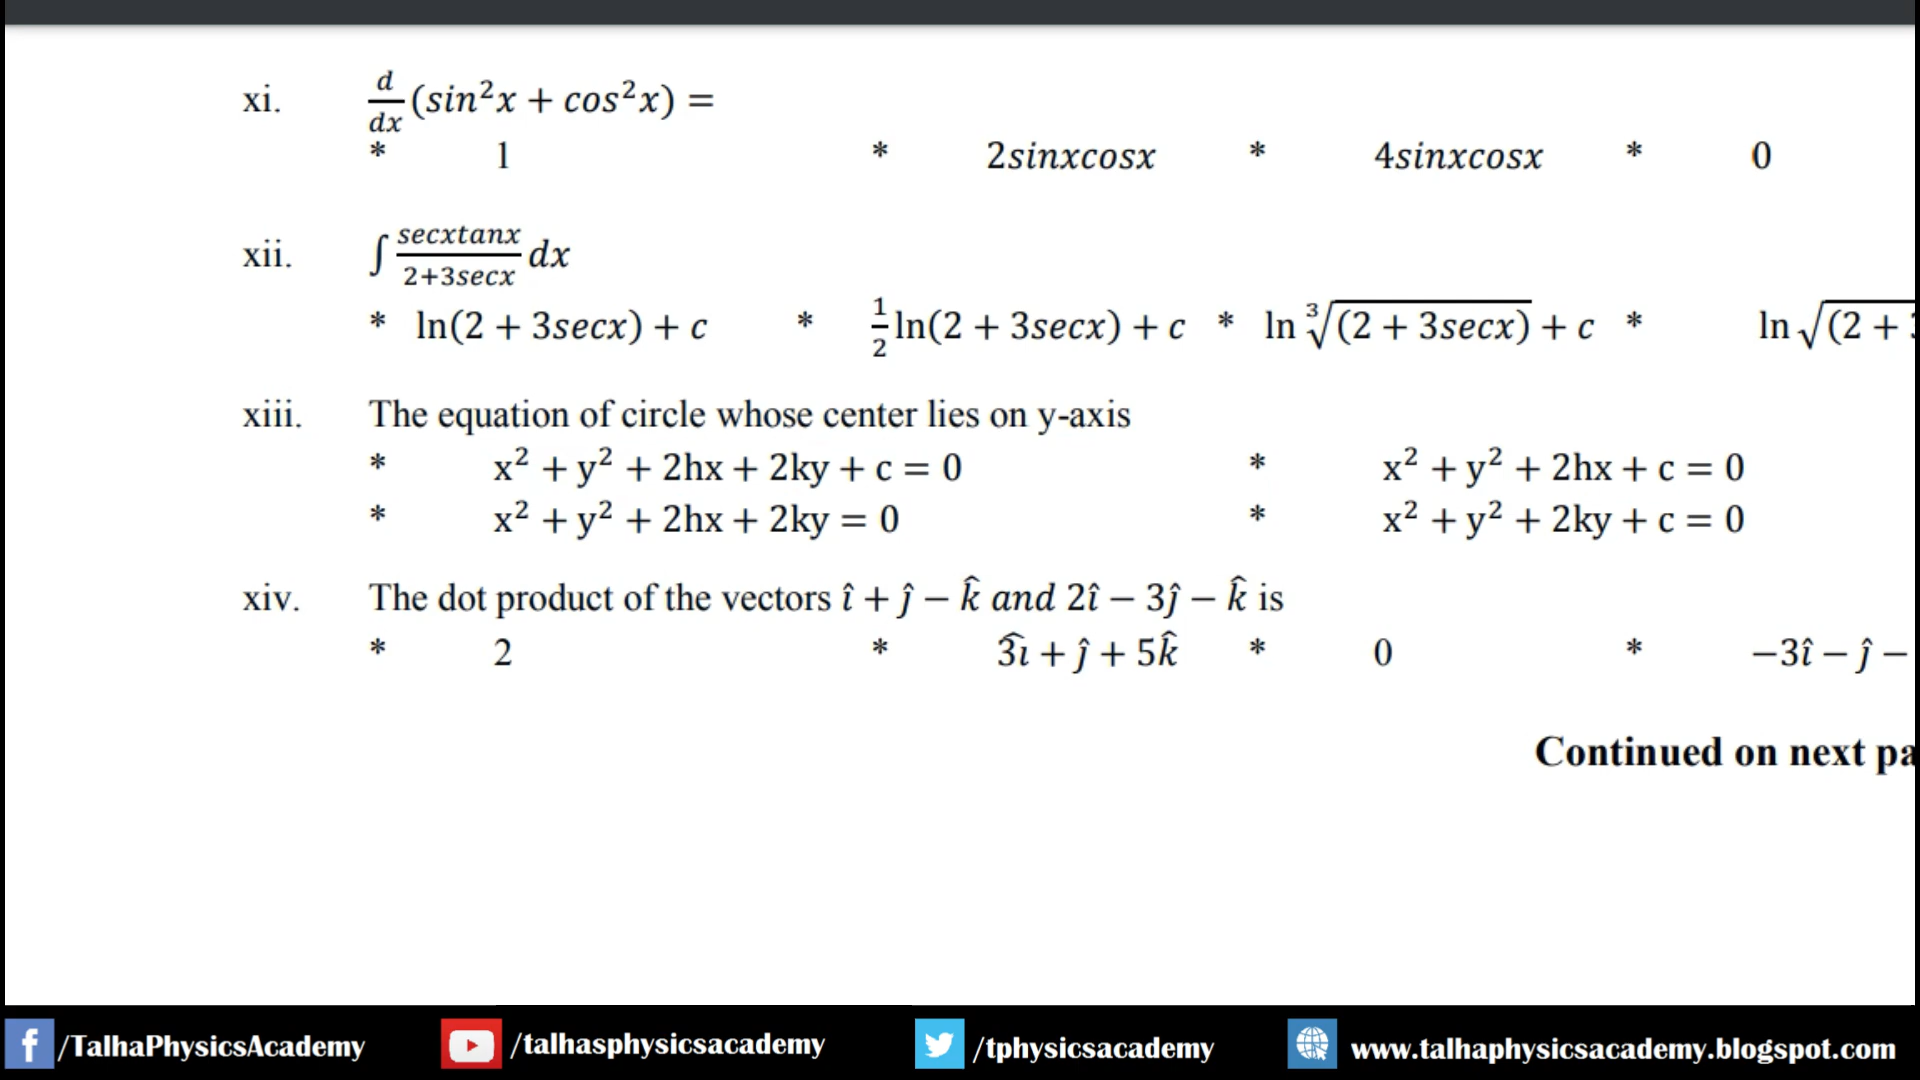 xi. d/dx (sin²x + cos²x) =
* 1 * 2sinxcosx * 4sinxcosx * 0
xii. ∫ secxtanx/2+3secx dx
* ln(2 + 3secx) + c * 1/2 ln(2 + 3secx) + c * ln ∛(2 + 3secx) + c * ln √(2 +
xiii. The equation of circle whose center lies on y-axis
* x² + y² + 2hx + 2ky + c = 0 * x² + y² + 2hx + c = 0
* x² + y² + 2hx + 2ky = 0 * x² + y² + 2ky + c = 0
xiv. The dot product of the vectors î + ĵ − k̂ and 2î − 3ĵ − k̂ is
* 2 * 3̂ı + ĵ + 5k̂ * 0 * −3î − ĵ −
Continued on next pa
/TalhaPhysicsAcademy /talhasphysicsacademy /tphysicsacademy www.talhaphysicsacademy.blogspot.com